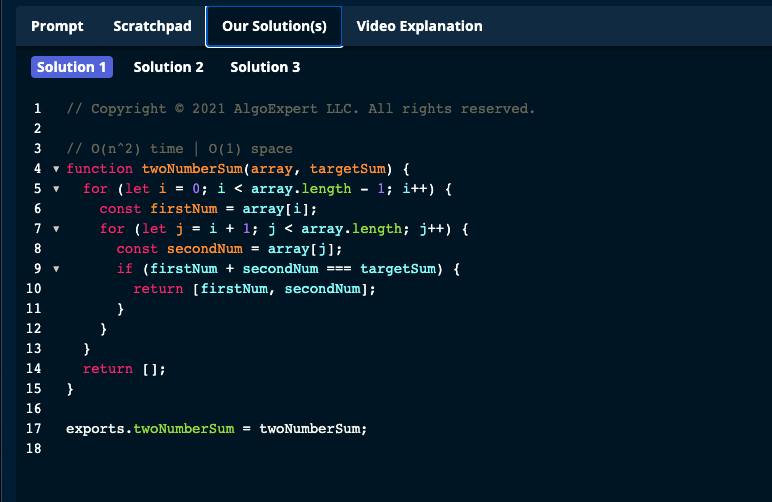 Prompt Scratchpad Our Solution(s) Video Explanation
Solution 1 Solution 2 Solution 3
1 // Copyright © 2021 AlgoExpert LLC. All rights reserved.
2
3 // O(n^2) time | O(1) space
4 ▼ function twoNumberSum(array, targetSum) {
5 ▼   for (let i = 0; i < array.length - 1; i++) {
6     const firstNum = array[i];
7 ▼     for (let j = i + 1; j < array.length; j++) {
8       const secondNum = array[j];
9 ▼       if (firstNum + secondNum === targetSum) {
10         return [firstNum, secondNum];
11       }
12     }
13   }
14   return [];
15 }
16
17 exports.twoNumberSum = twoNumberSum;
18